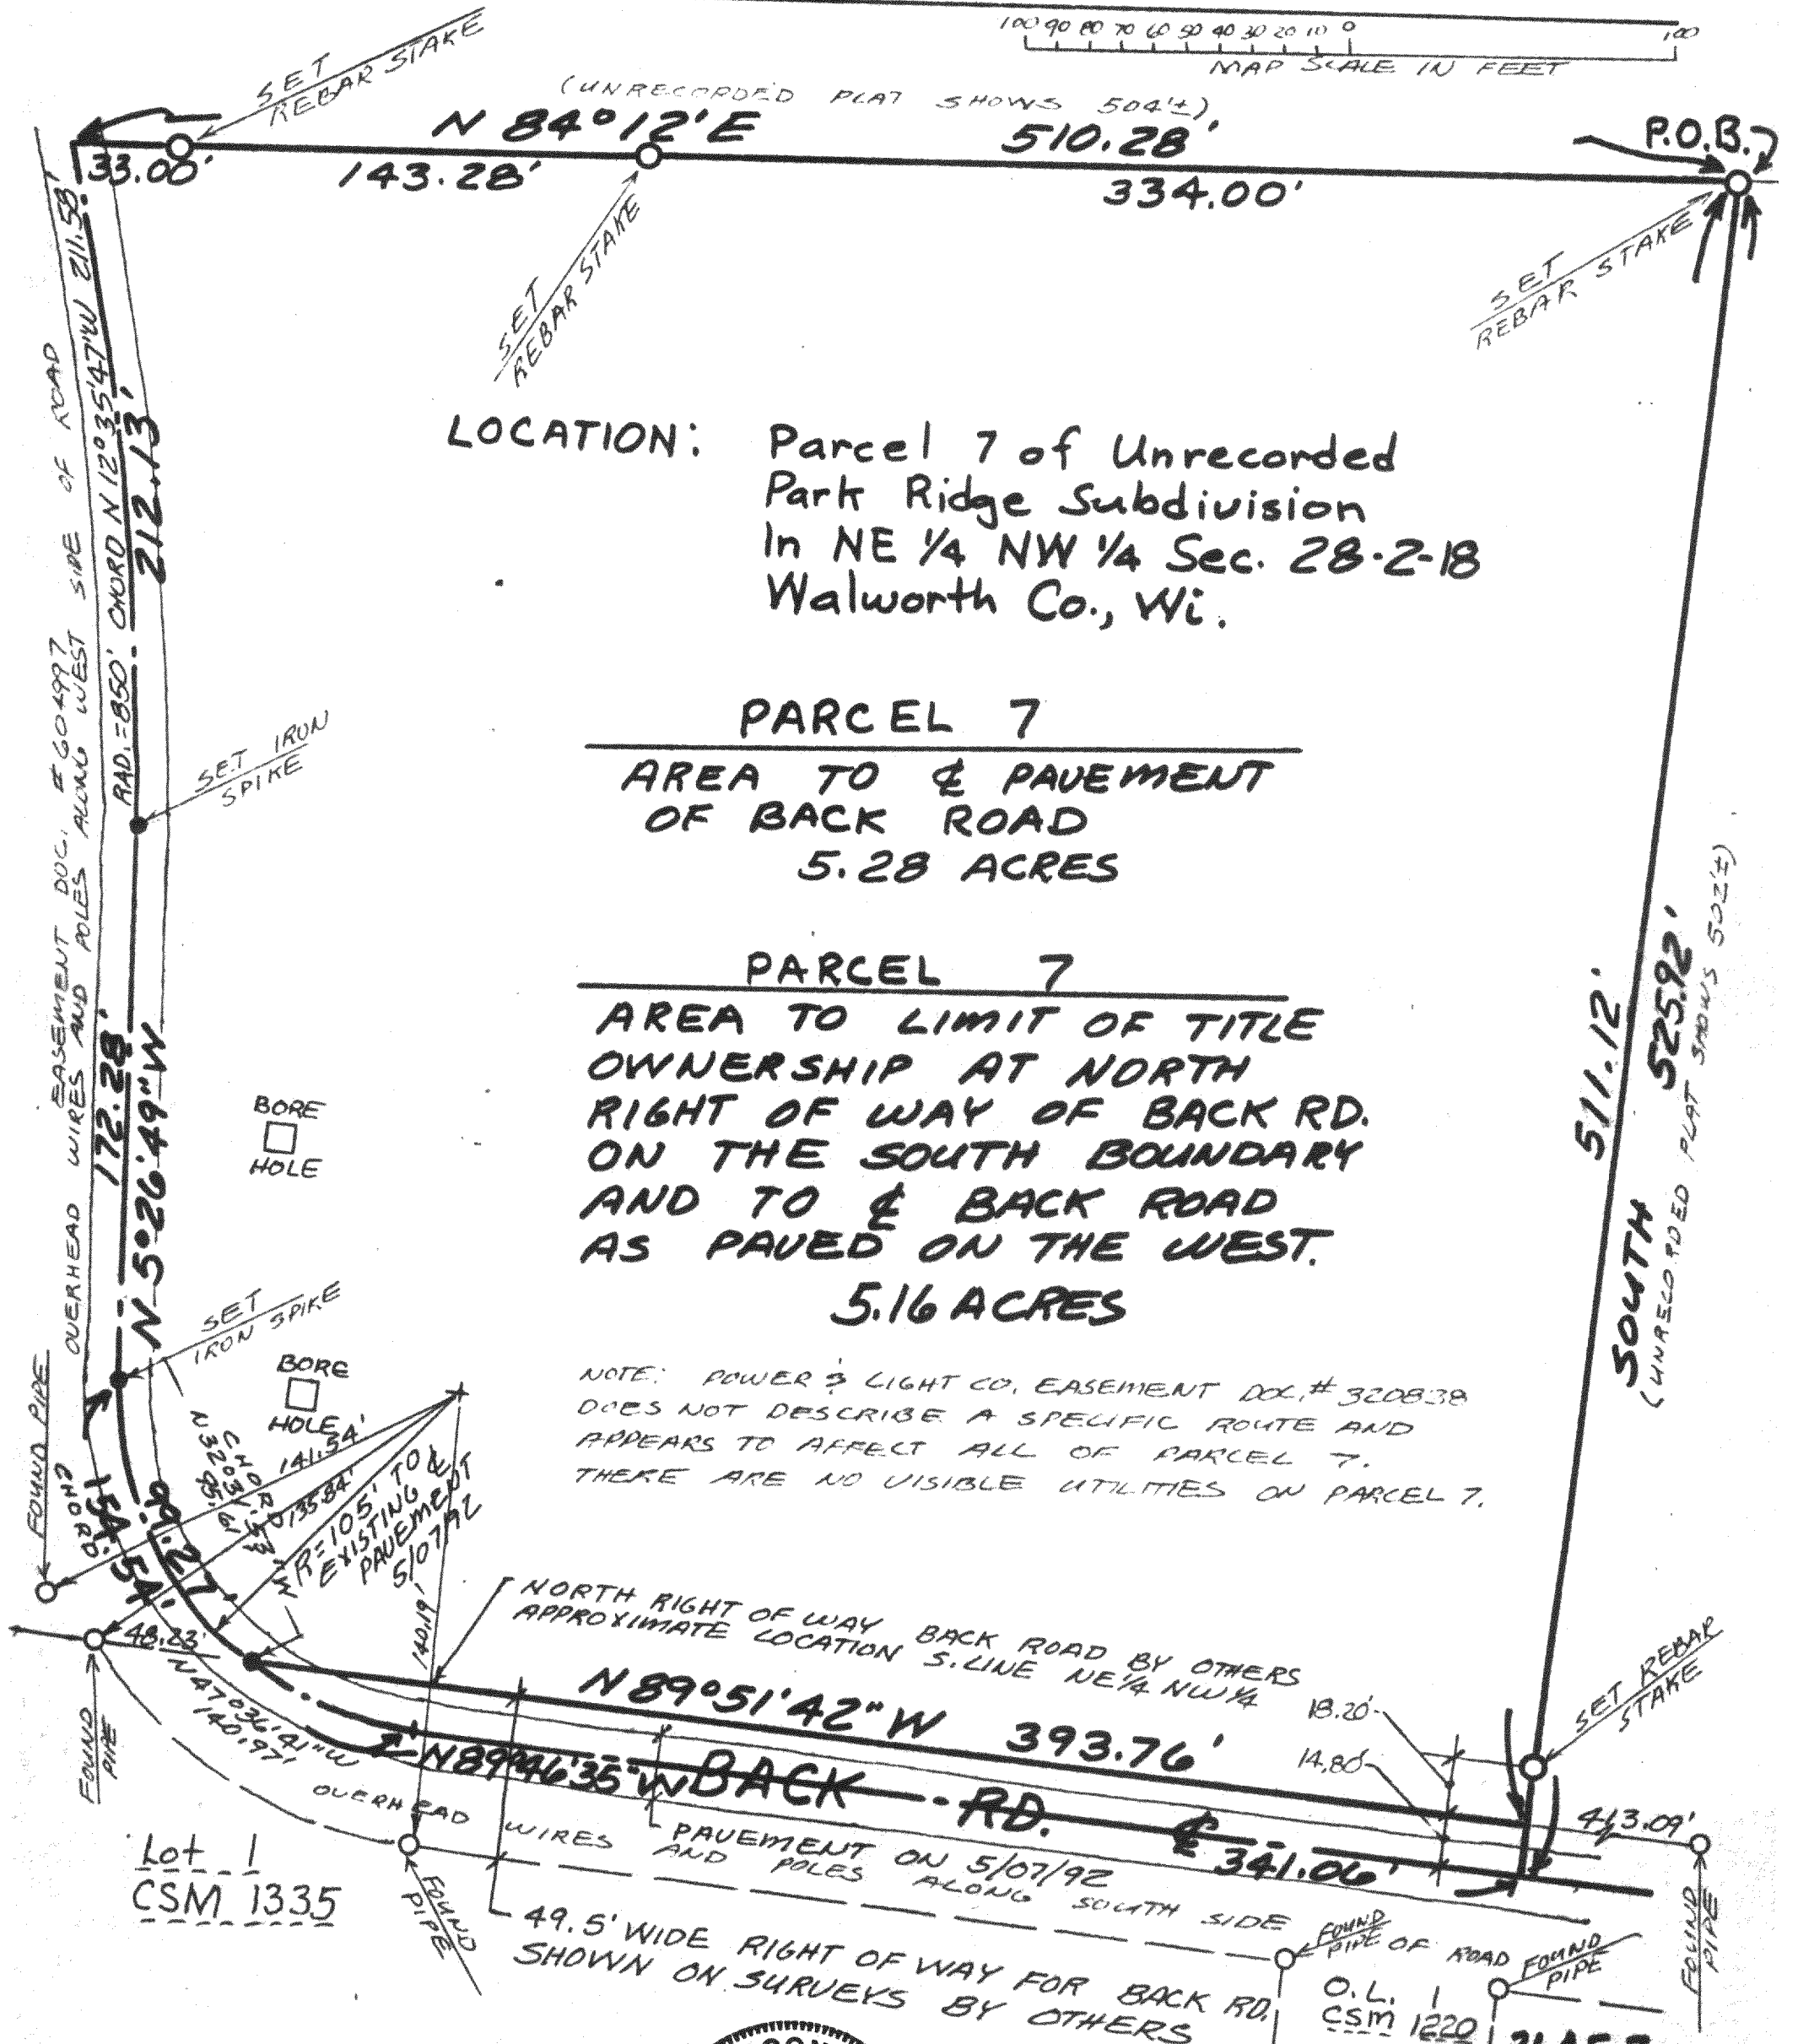 100 90 80 70 60 50 40 30 20 10 0 100
MAP SCALE IN FEET
SET
REBAR STAKE
(UNRECORDED PLAT SHOWS 504'±)
N 84°12'E 510.28'
P.O.B.
33.00' 143.28' 334.00'
SET
REBAR STAKE
SET
REBAR STAKE
LOCATION: Parcel 7 of Unrecorded
Park Ridge Subdivision
In NE 1/4 NW 1/4 Sec. 28-2-18
Walworth Co., Wi.
PARCEL 7
AREA TO ℄ PAVEMENT
OF BACK ROAD
5.28 ACRES
PARCEL 7
AREA TO LIMIT OF TITLE
OWNERSHIP AT NORTH
RIGHT OF WAY OF BACK RD.
ON THE SOUTH BOUNDARY
AND TO ℄ BACK ROAD
AS PAVED ON THE WEST.
5.16 ACRES
NOTE: POWER & LIGHT CO. EASEMENT DOC.# 320838
DOES NOT DESCRIBE A SPECIFIC ROUTE AND
APPEARS TO AFFECT ALL OF PARCEL 7.
THERE ARE NO VISIBLE UTILITIES ON PARCEL 7.
EASEMENT DOC. # 604997
OVERHEAD WIRES AND POLES ALONG WEST SIDE OF ROAD
RAD.=850' CHORD N 12°35'47"W 211.58'
212.13'
SET IRON
SPIKE
172.28'
N 5°26'49"W
BORE
HOLE
SET
IRON SPIKE
BORE
HOLE
FOUND PIPE
CHORD
N 32°31'53"W
95.61
141.54'
135.84'
R=105' TO ℄
EXISTING
PAVEMENT
5/07/92
140.19'
99.27'
154.54'
CHORD:
N 47°36'41"W
140.97'
48.23'
FOUND
PIPE
511.12'
525.92'
SOUTH
(UNRECORDED PLAT SHOWS 502'±)
NORTH RIGHT OF WAY BACK ROAD BY OTHERS
APPROXIMATE LOCATION S. LINE NE 1/4 NW 1/4
N 89°51'42"W 393.76'
18.20'
14.80'
SET REBAR
STAKE
N 89°46'35"W BACK RD. ℄ 341.06'
413.09'
OVERHEAD WIRES AND POLES ALONG SOUTH SIDE OF ROAD
PAVEMENT ON 5/07/92
Lot 1
CSM 1335
FOUND
PIPE
49.5' WIDE RIGHT OF WAY FOR BACK RD.
SHOWN ON SURVEYS BY OTHERS
FOUND
PIPE
FOUND
PIPE
FOUND
PIPE
O.L. 1
CSM 1220